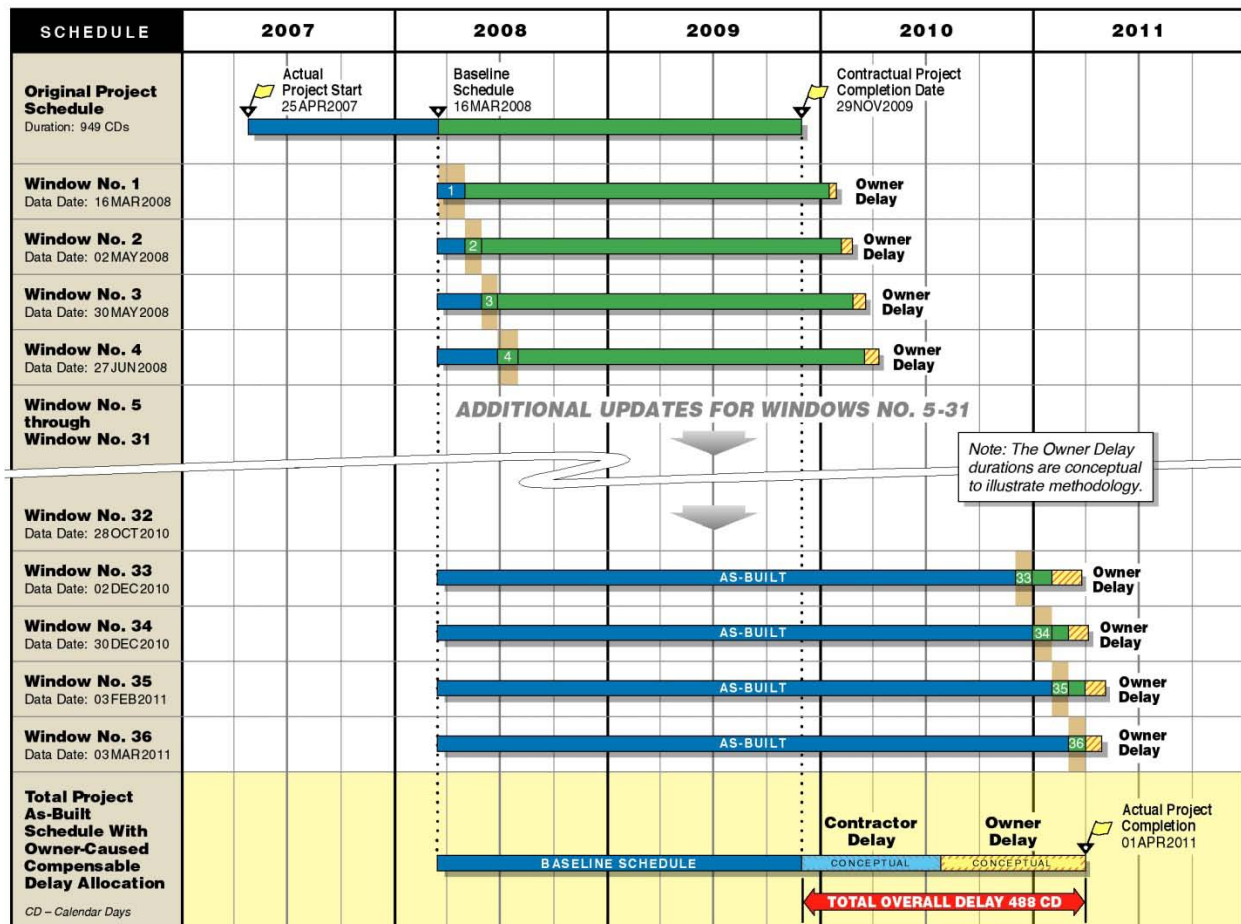 SCHEDULE
2007
2008
2009
2010
2011
Original Project
Schedule
Duration: 949 CDs
Actual
Project Start
25APR2007
Baseline
Schedule
16MAR2008
Contractual Project
Completion Date
29NOV2009
Window No. 1
Data Date: 16MAR2008
1
Owner
Delay
Window No. 2
Data Date: 02MAY2008
2
Owner
Delay
Window No. 3
Data Date: 30MAY2008
3
Owner
Delay
Window No. 4
Data Date: 27JUN2008
4
Owner
Delay
Window No. 5
through
Window No. 31
ADDITIONAL UPDATES FOR WINDOWS NO. 5-31
Note: The Owner Delay
durations are conceptual
to illustrate methodology.
Window No. 32
Data Date: 28OCT2010
Window No. 33
Data Date: 02DEC2010
AS-BUILT
33
Owner
Delay
Window No. 34
Data Date: 30DEC2010
AS-BUILT
34
Owner
Delay
Window No. 35
Data Date: 03FEB2011
AS-BUILT
35
Owner
Delay
Window No. 36
Data Date: 03MAR2011
AS-BUILT
36
Owner
Delay
Total Project
As-Built
Schedule With
Owner-Caused
Compensable
Delay Allocation
CD – Calendar Days
Contractor
Delay
Owner
Delay
Actual Project
Completion
01APR2011
BASELINE SCHEDULE
CONCEPTUAL
CONCEPTUAL
TOTAL OVERALL DELAY 488 CD